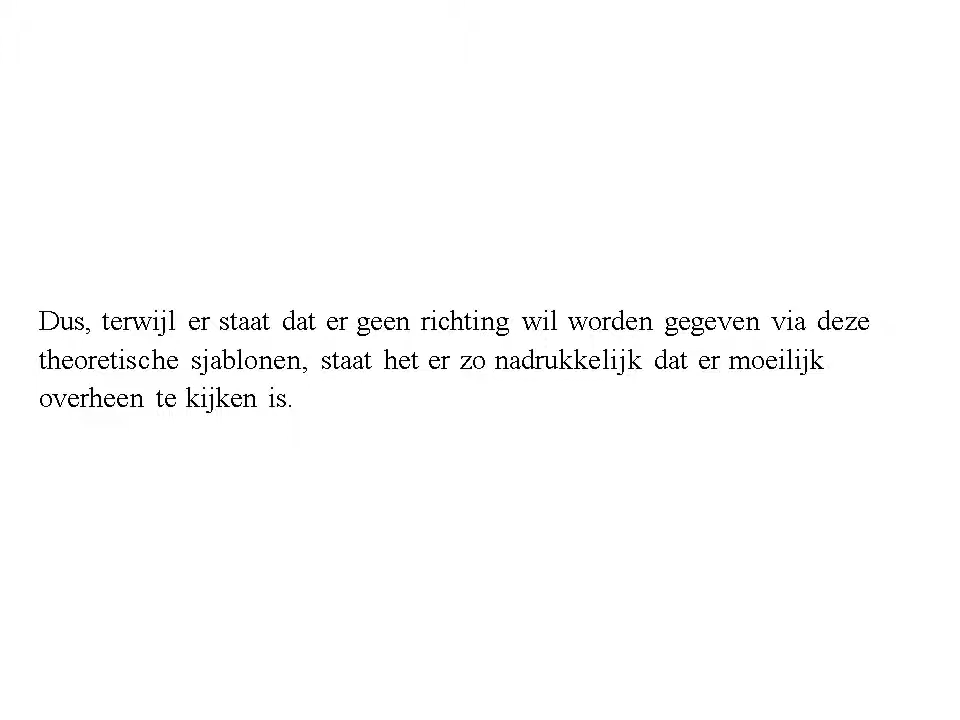 Dus, terwijl er staat dat er geen richting wil worden gegeven via deze
theoretische sjablonen, staat het er zo nadrukkelijk dat er moeilijk
overheen te kijken is.